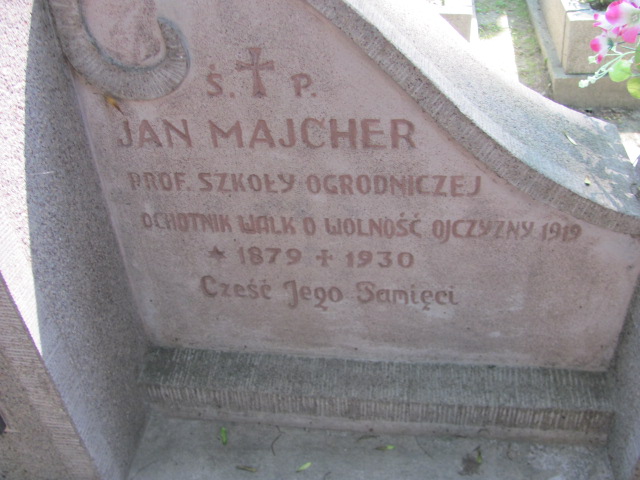 Ś. † P.
JAN MAJCHER
PROF. SZKOŁY OGRODNICZEJ
OCHOTNIK WALK O WOLNOŚĆ OJCZYZNY 1919
* 1879 + 1930
Cześć Jego Pamięci